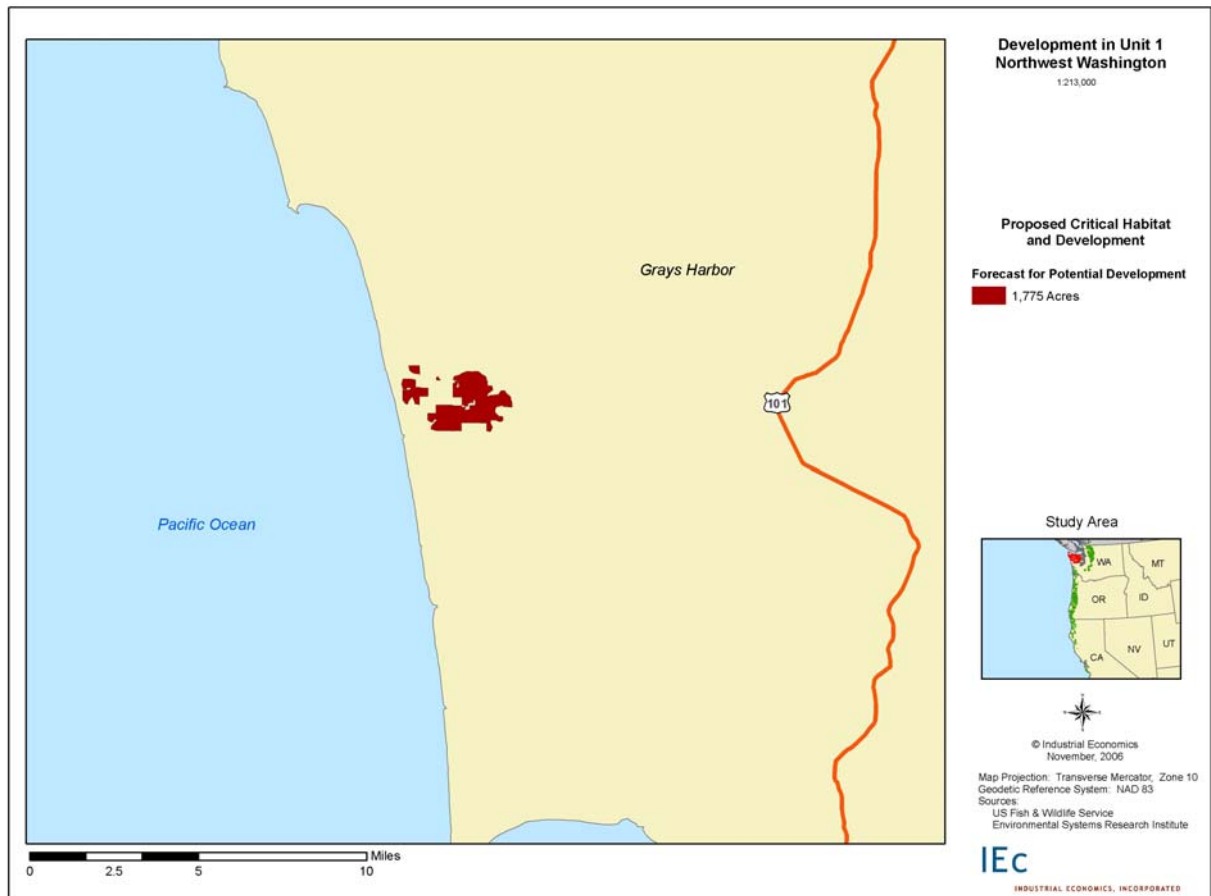 Development in Unit 1
Northwest Washington
1:213,000
Proposed Critical Habitat
and Development
Forecast for Potential Development
1,775 Acres
Grays Harbor
101
Pacific Ocean
Study Area
WA
MT
OR
ID
CA
NV
UT
© Industrial Economics
November, 2006
Map Projection: Transverse Mercator, Zone 10
Geodetic Reference System: NAD 83
Sources:
US Fish & Wildlife Service
Environmental Systems Research Institute
IEc
INDUSTRIAL ECONOMICS, INCORPORATED
Miles
0 2.5 5 10